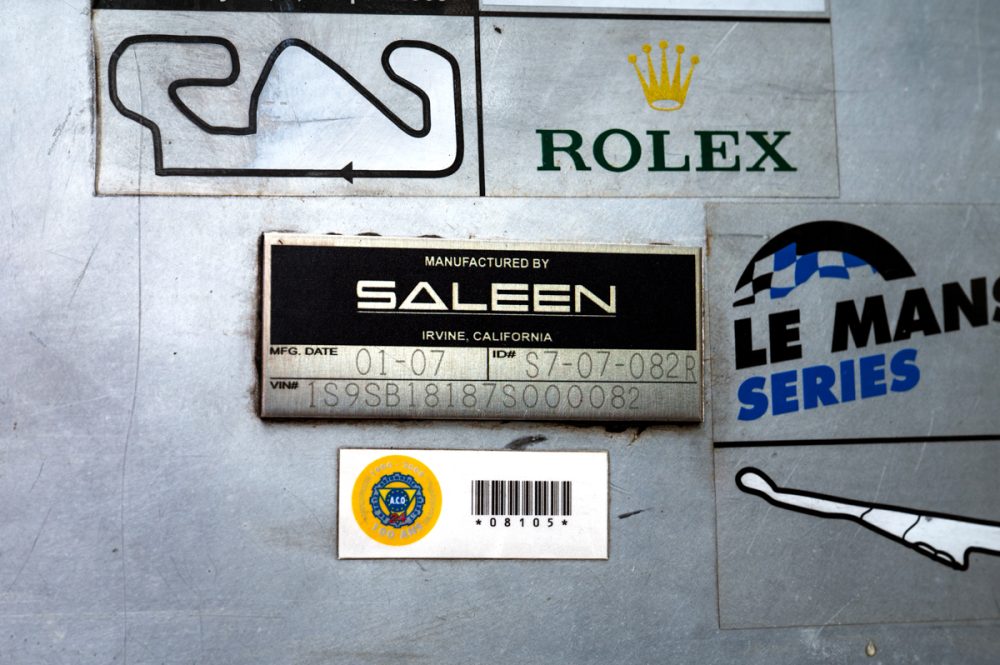 ROLEX
MANUFACTURED BY
SALEEN
IRVINE, CALIFORNIA
MFG. DATE 01-07 ID# S7-07-082R
VIN# 1S9SB18187S000082
LE MANS
SERIES
A.C.O.
24
*08105*